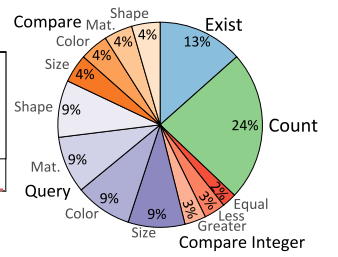 Shape
Compare Mat.
Exist
Color
4%
4%
13%
4%
Size
4%
Shape
9%
24%
Count
Mat.
9%
2%
Query
9%
3%
Equal
Color
9%
3%
Less
Size
Greater
Compare Integer